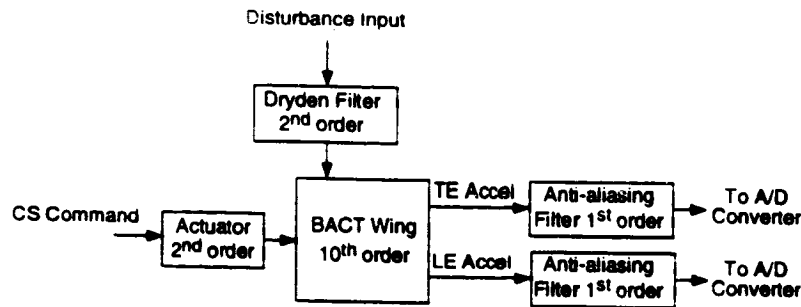 Disturbance Input
Dryden Filter
2nd order
TE Accel
Anti-aliasing
Filter 1st order
To A/D
Converter
CS Command
Actuator
2nd order
BACT Wing
10th order
LE Accel
Anti-aliasing
Filter 1st order
To A/D
Converter